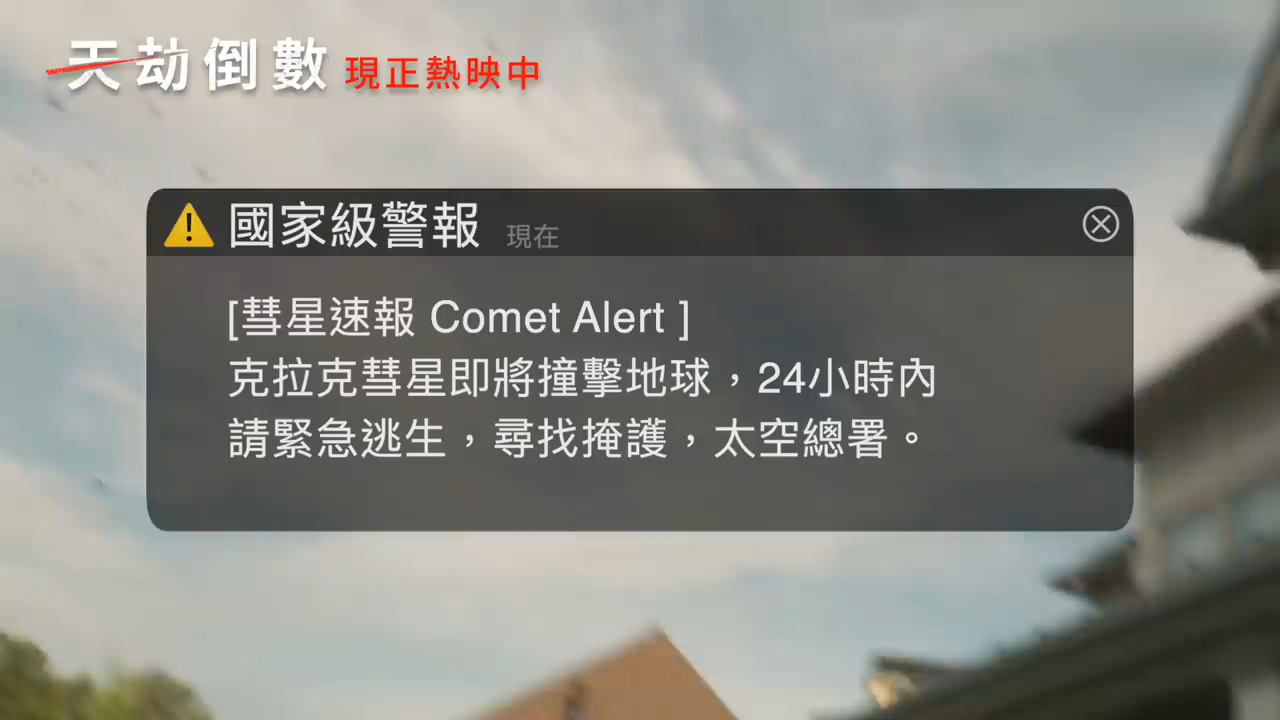 天劫倒數 現正熱映中
國家級警報 現在
[彗星速報 Comet Alert ]
克拉克彗星即將撞擊地球，24小時內
請緊急逃生，尋找掩護，太空總署。